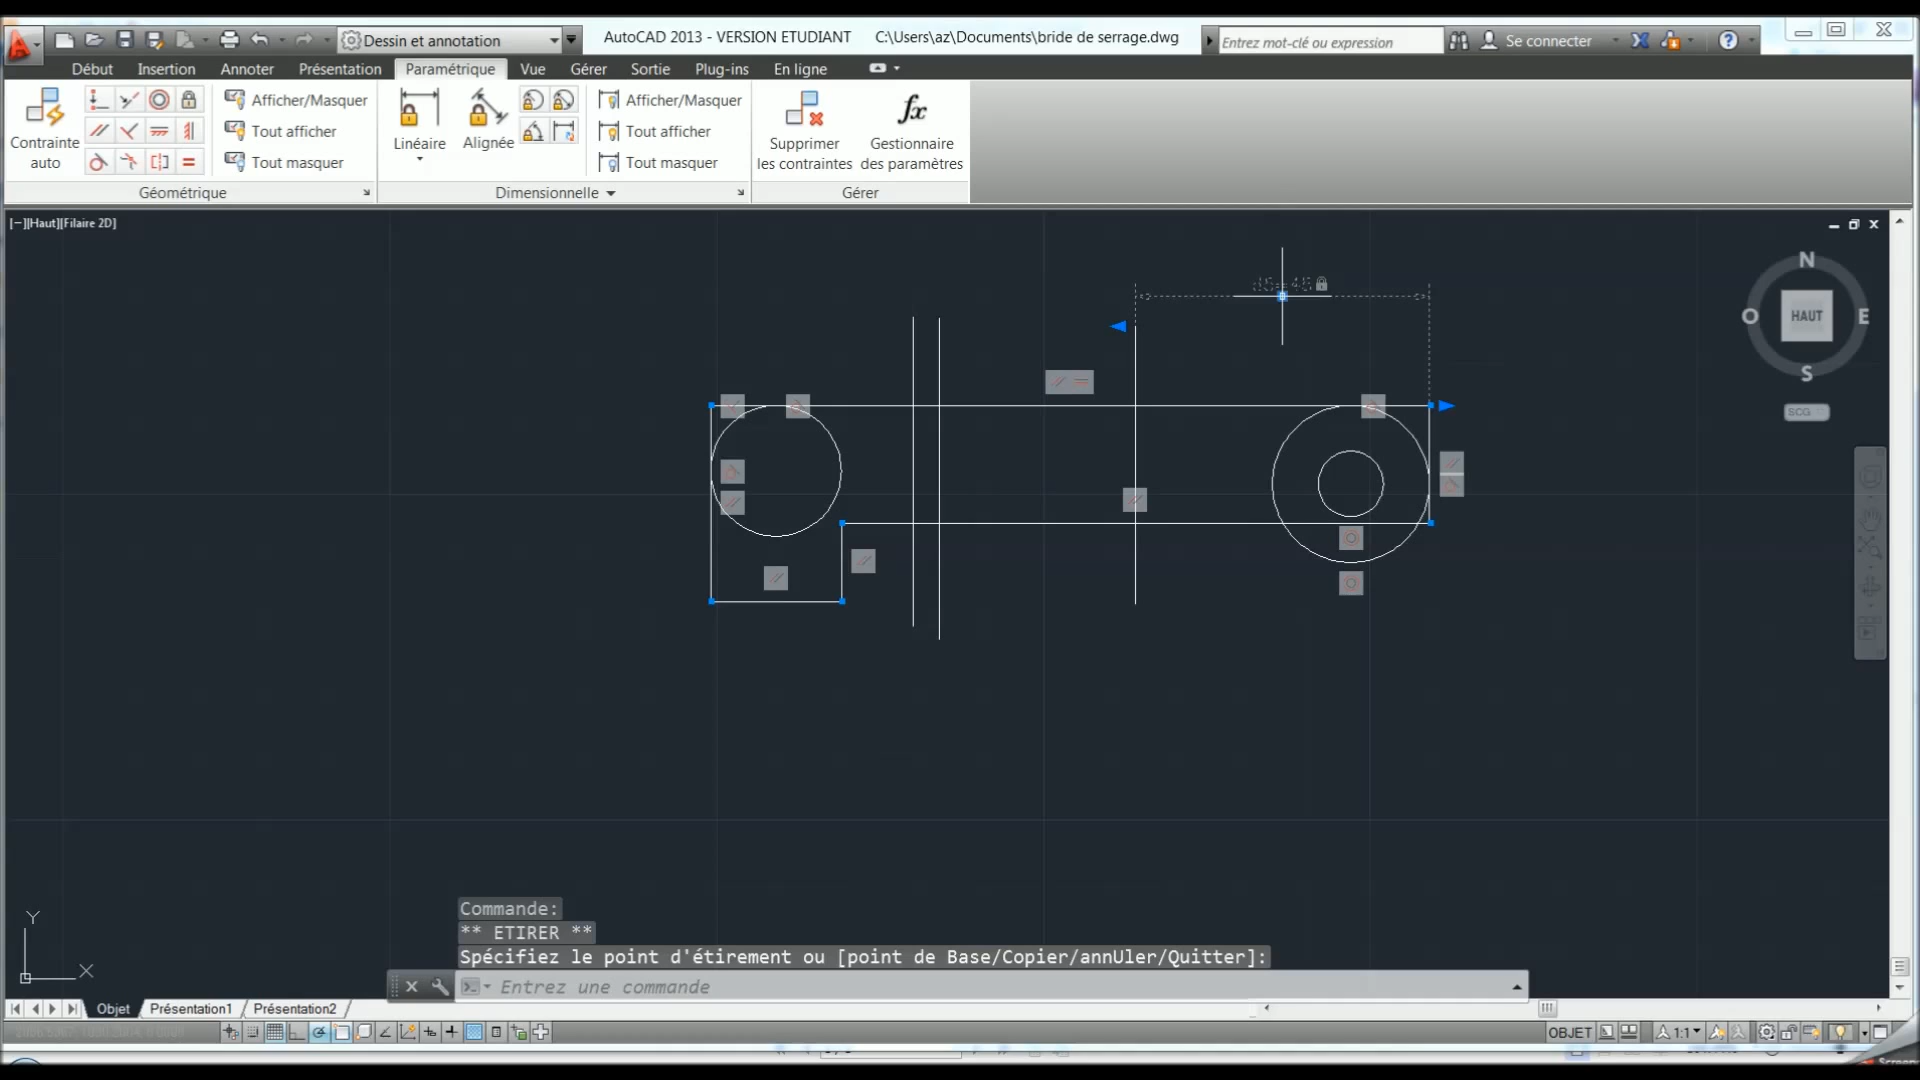 Dessin et annotation
AutoCAD 2013 - VERSION ETUDIANT C:\Users\az\Documents\bride de serrage.dwg
Entrez mot-clé ou expression
Se connecter
Début Insertion Annoter Présentation Paramétrique Vue Gérer Sortie Plug-ins En ligne
Contrainte
auto
Afficher/Masquer
Tout afficher
Tout masquer
Linéaire
Alignée
Afficher/Masquer
Tout afficher
Tout masquer
Supprimer
les contraintes
fx
Gestionnaire
des paramètres
Géométrique
Dimensionnelle
Gérer
[−][Haut][Filaire 2D]
N
O
HAUT
E
S
SCG
Y
X
Commande:
** ETIRER **
Spécifiez le point d'étirement ou [point de Base/Copier/annUler/Quitter]:
Entrez une commande
Objet Présentation1 Présentation2
OBJET
1:1